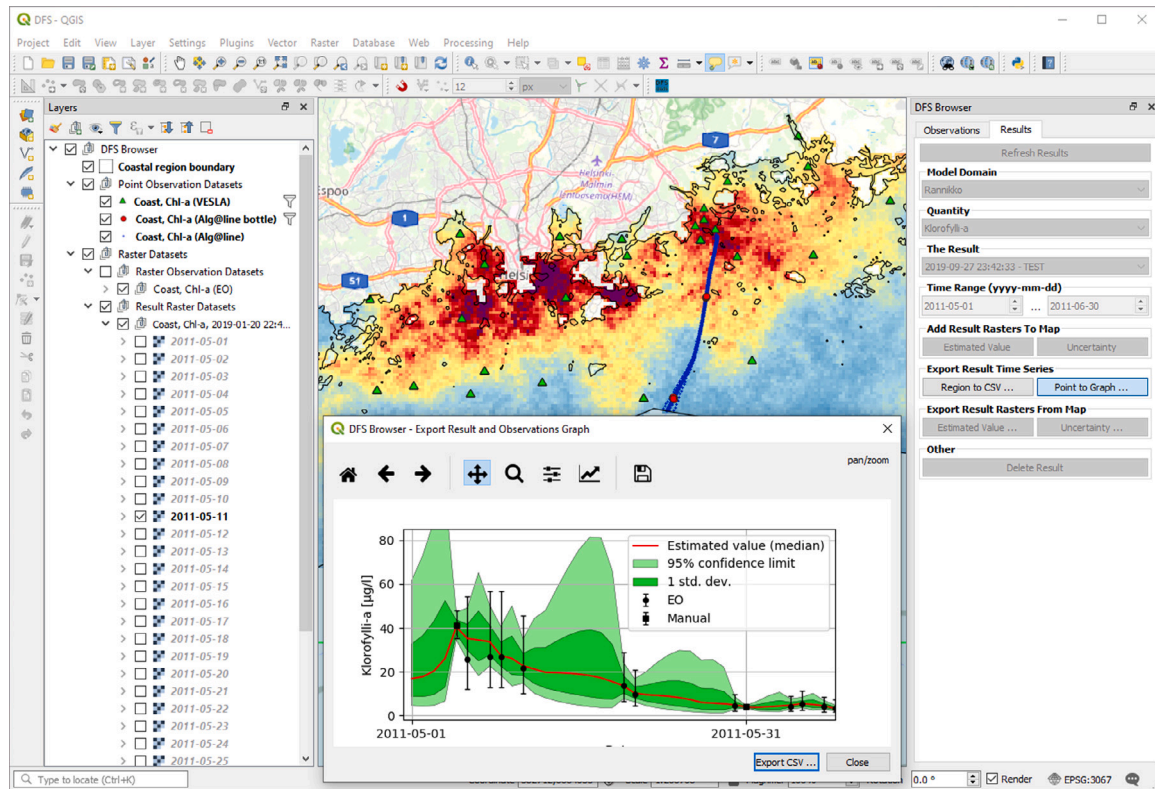 DFS - QGIS
Project Edit View Layer Settings Plugins Vector Raster Database Web Processing Help
12 px
Layers
DFS Browser
Coastal region boundary
Point Observation Datasets
Coast, Chl-a (VESLA)
Coast, Chl-a (Alg@line bottle)
Coast, Chl-a (Alg@line)
Raster Datasets
Raster Observation Datasets
Coast, Chl-a (EO)
Result Raster Datasets
Coast, Chl-a, 2019-01-20 22:4...
2011-05-01
2011-05-02
2011-05-03
2011-05-04
2011-05-05
2011-05-06
2011-05-07
2011-05-08
2011-05-09
2011-05-10
2011-05-11
2011-05-12
2011-05-13
2011-05-14
2011-05-15
2011-05-16
2011-05-17
2011-05-18
2011-05-19
2011-05-20
2011-05-21
2011-05-22
2011-05-23
2011-05-24
2011-05-25
Type to locate (Ctrl+K)
7
Espoo
Helsinki-
Malmin
lentoasema(HEM)
1
51
Helsi
DFS Browser - Export Result and Observations Graph
pan/zoom
Klorofylli-a [µg/l]
80
60
40
20
0
2011-05-01
2011-05-31
Estimated value (median)
95% confidence limit
1 std. dev.
EO
Manual
Export CSV ...
Close
DFS Browser
Observations
Results
Refresh Results
Model Domain
Rannikko
Quantity
Klorofylli-a
The Result
2019-09-27 23:42:33 - TEST
Time Range (yyyy-mm-dd)
2011-05-01 ... 2011-06-30
Add Result Rasters To Map
Estimated Value
Uncertainty
Export Result Time Series
Region to CSV ...
Point to Graph ...
Export Result Rasters From Map
Estimated Value ...
Uncertainty ...
Other
Delete Result
0.0 °
Render
EPSG:3067